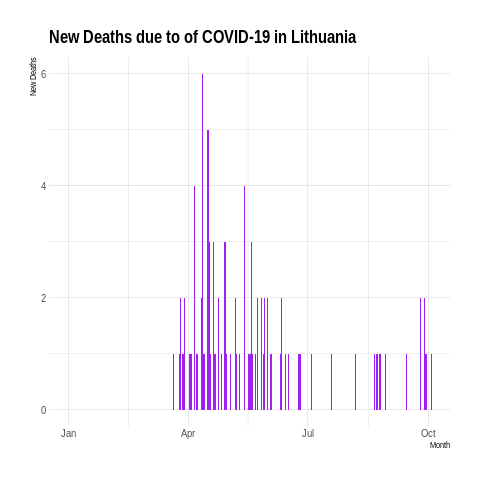 New Deaths due to of COVID-19 in Lithuania
New Deaths
6
4
2
0
Jan Apr Jul Oct
Month